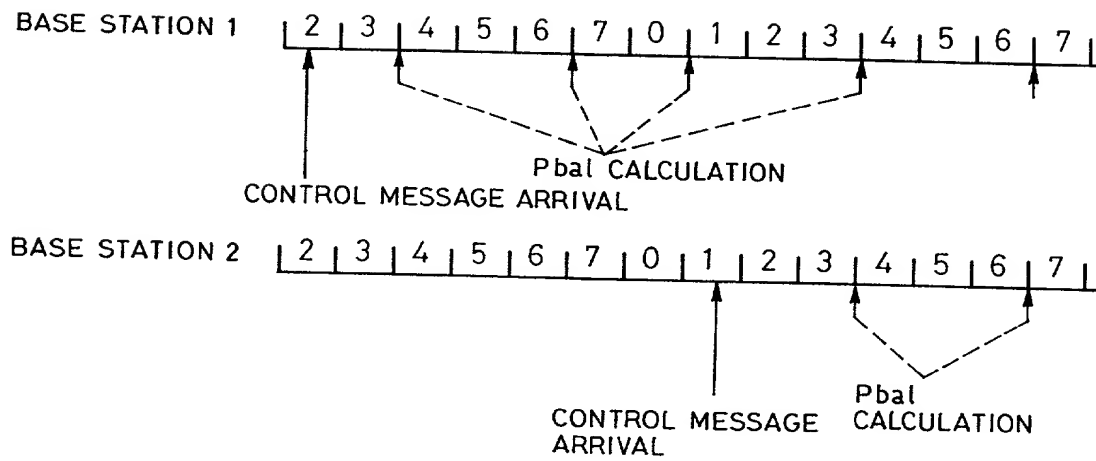 BASE STATION 1 2 3 4 5 6 7 0 1 2 3 4 5 6 7
Pbal CALCULATION
CONTROL MESSAGE ARRIVAL
BASE STATION 2 2 3 4 5 6 7 0 1 2 3 4 5 6 7
Pbal
CALCULATION
CONTROL MESSAGE
ARRIVAL